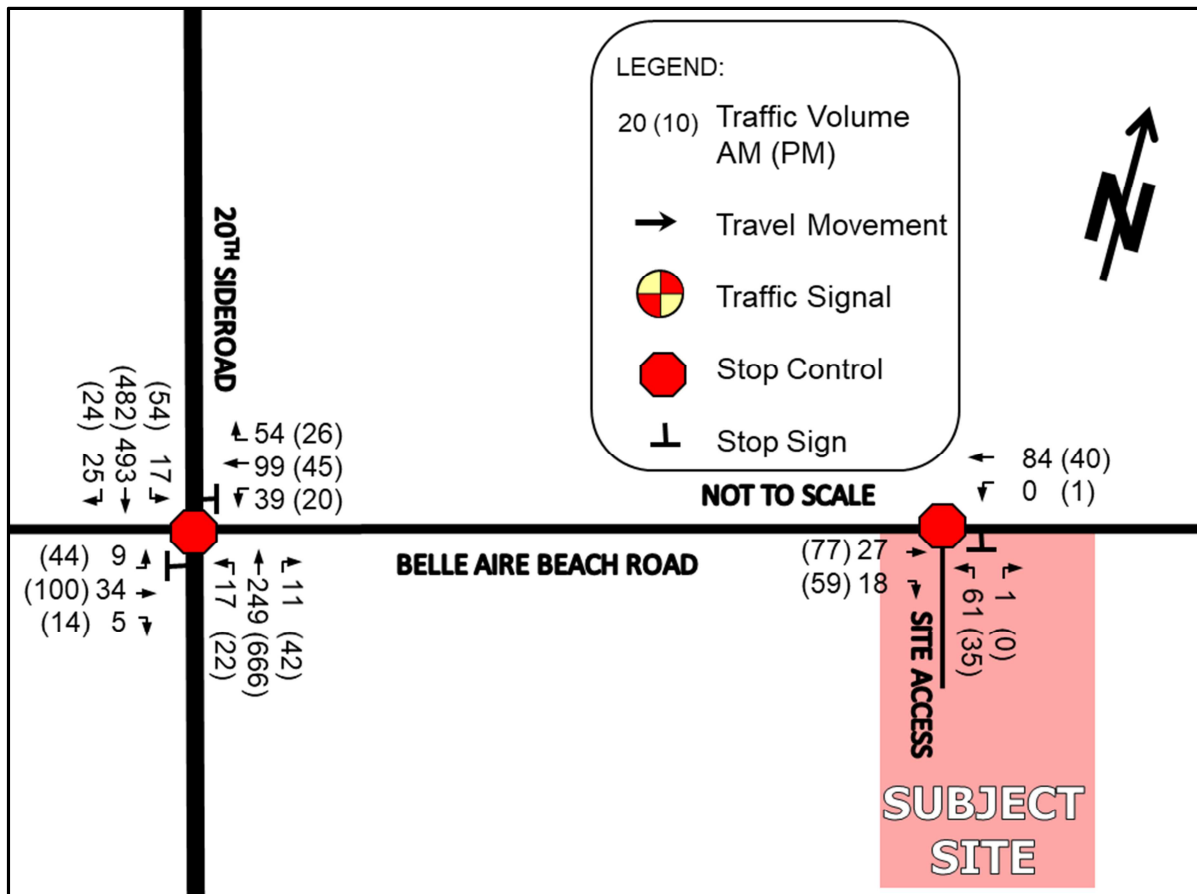 LEGEND:
20 (10) Traffic Volume
AM (PM)
Travel Movement
Traffic Signal
Stop Control
Stop Sign
N
20TH SIDEROAD
(54) 17
(482) 493
(24) 25
54 (26)
99 (45)
39 (20)
NOT TO SCALE
84 (40)
0 (1)
(44) 9
(100) 34
(14) 5
17 (22)
249 (666)
11 (42)
BELLE AIRE BEACH ROAD
(77) 27
(59) 18
61 (35)
1 (0)
SITE ACCESS
SUBJECT
SITE